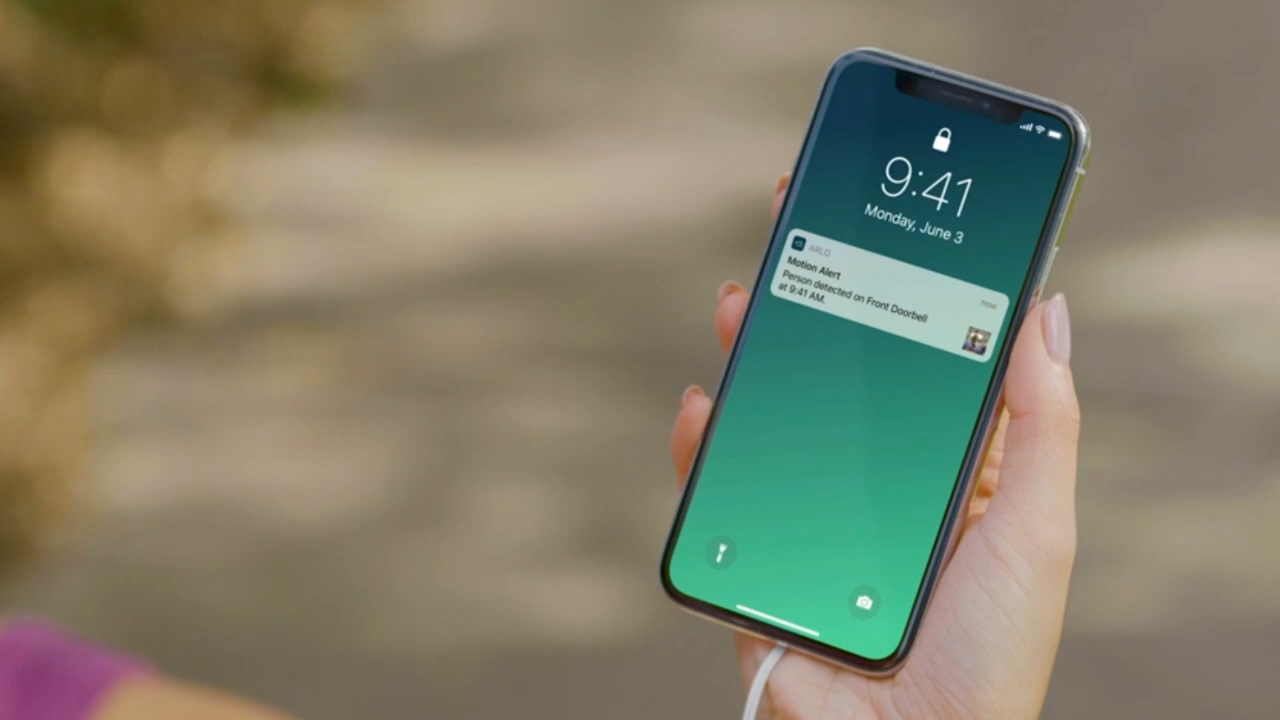 9:41
Monday, June 3
ARLO
now
Motion Alert
Person detected on Front Doorbell
at 9:41 AM.